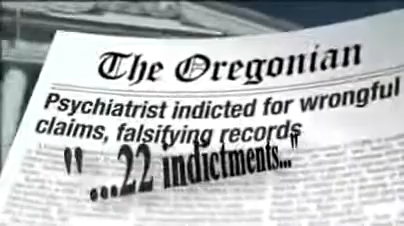 The Oregonian
Psychiatrist indicted for wrongful
claims, falsifying records
"...22 indictments..."